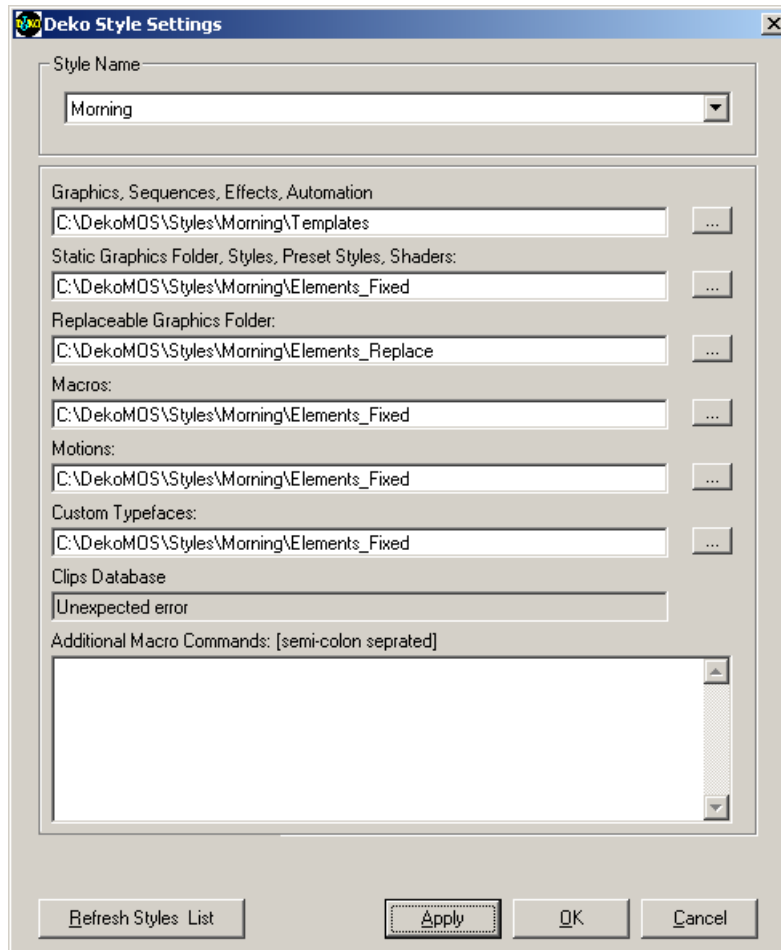 Deko Style Settings
Style Name
Morning
Graphics, Sequences, Effects, Automation
C:\DekoMOS\Styles\Morning\Templates
...
Static Graphics Folder, Styles, Preset Styles, Shaders:
C:\DekoMOS\Styles\Morning\Elements_Fixed
...
Replaceable Graphics Folder:
C:\DekoMOS\Styles\Morning\Elements_Replace
...
Macros:
C:\DekoMOS\Styles\Morning\Elements_Fixed
...
Motions:
C:\DekoMOS\Styles\Morning\Elements_Fixed
...
Custom Typefaces:
C:\DekoMOS\Styles\Morning\Elements_Fixed
...
Clips Database
Unexpected error
Additional Macro Commands: [semi-colon seprated]
Refresh Styles List
Apply
OK
Cancel